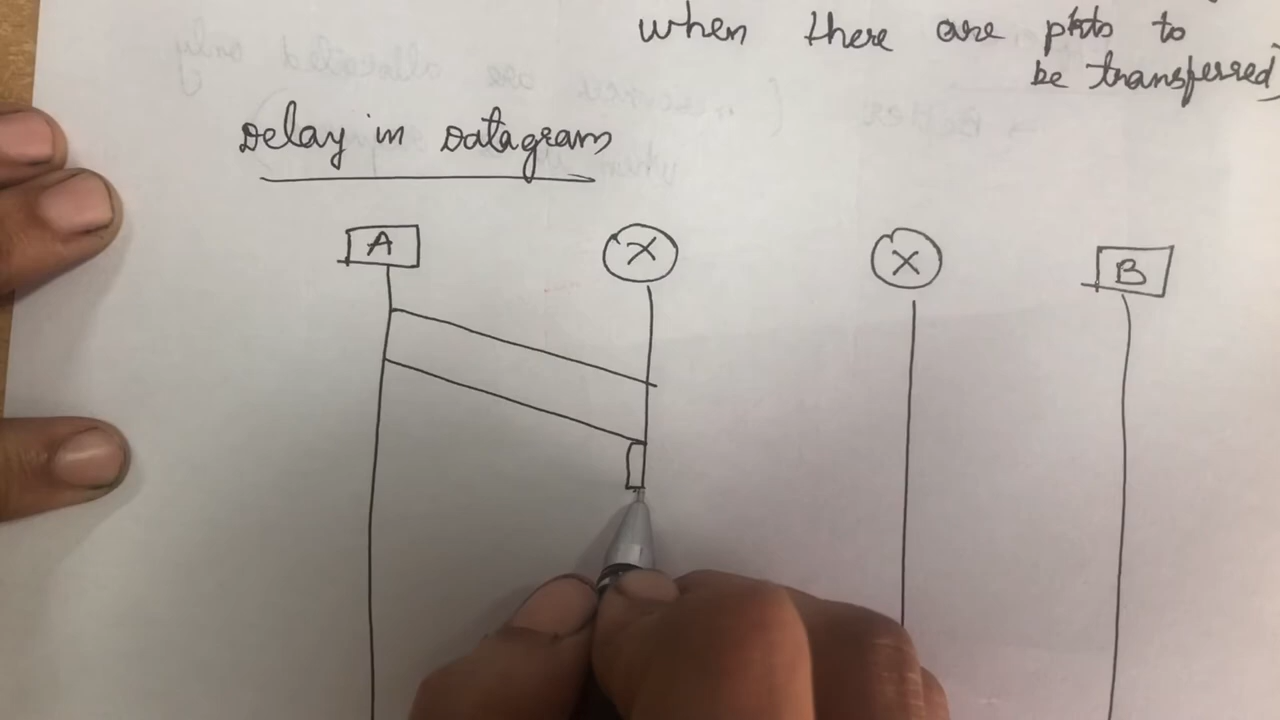 when there are pkts to
be transferred)
Delay in Datagram
A X X B